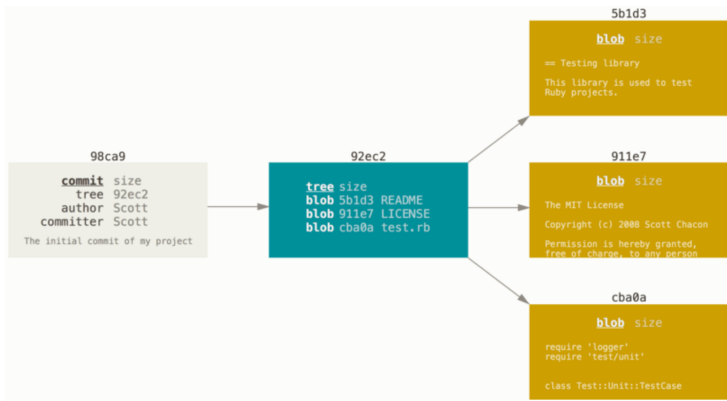 98ca9
commit size
tree 92ec2
author Scott
committer Scott
The initial commit of my project
92ec2
tree size
blob 5b1d3 README
blob 911e7 LICENSE
blob cba0a test.rb
5b1d3
blob size
== Testing library
This library is used to test
Ruby projects.
911e7
blob size
The MIT License
Copyright (c) 2008 Scott Chacon
Permission is hereby granted,
free of charge, to any person
cba0a
blob size
require 'logger'
require 'test/unit'
class Test::Unit::TestCase